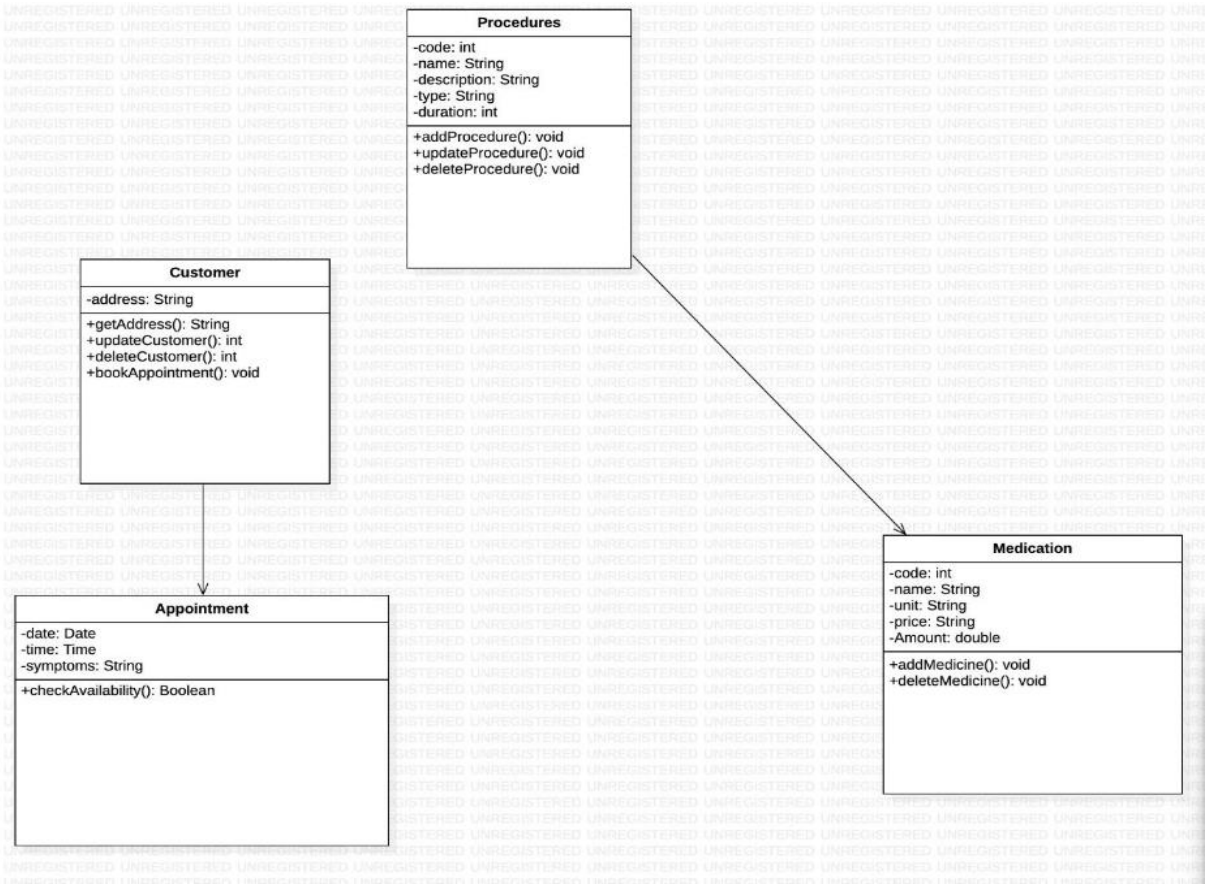 Procedures
-code: int
-name: String
-description: String
-type: String
-duration: int
+addProcedure(): void
+updateProcedure(): void
+deleteProcedure(): void
Customer
-address: String
+getAddress(): String
+updateCustomer(): int
+deleteCustomer(): int
+bookAppointment(): void
Appointment
-date: Date
-time: Time
-symptoms: String
+checkAvailability(): Boolean
Medication
-code: int
-name: String
-unit: String
-price: String
-Amount: double
+addMedicine(): void
+deleteMedicine(): void
UNREGISTERED